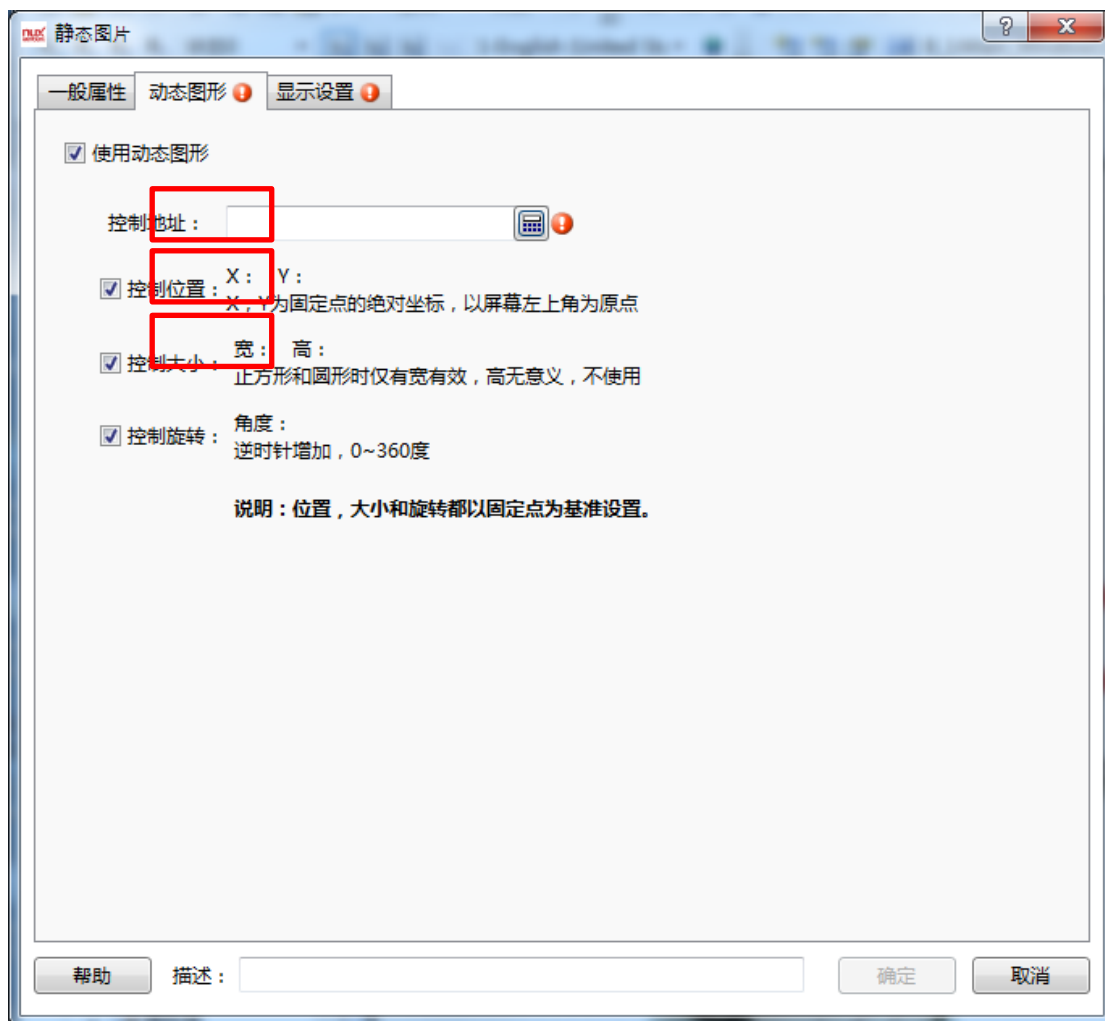 静态图片
一般属性 动态图形 显示设置
使用动态图形
控制地址：
控制位置： X： Y：
X，Y为固定点的绝对坐标，以屏幕左上角为原点
控制大小： 宽： 高：
正方形和圆形时仅有宽有效，高无意义，不使用
控制旋转： 角度：
逆时针增加，0~360度
说明：位置，大小和旋转都以固定点为基准设置。
帮助 描述： 确定 取消